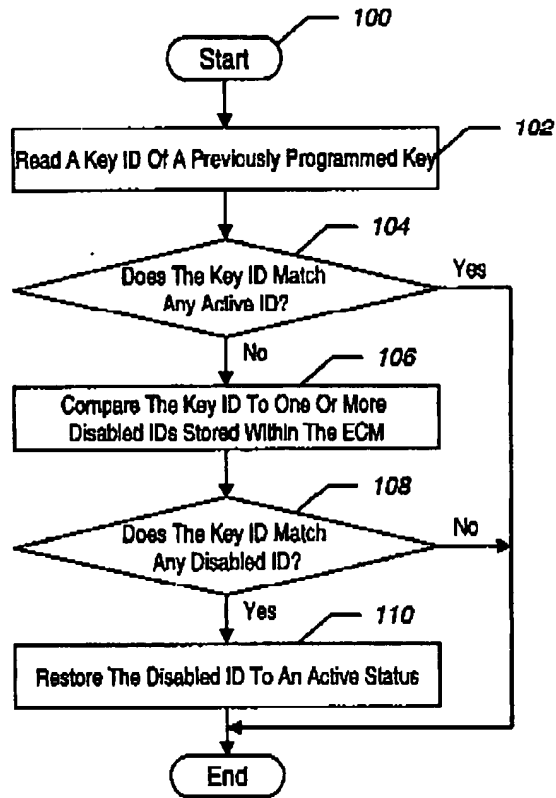 100
Start
102
Read A Key ID Of A Previously Programmed Key
104
Does The Key ID Match
Any Active ID?
Yes
No
106
Compare The Key ID To One Or More
Disabled IDs Stored Within The ECM
108
Does The Key ID Match
Any Disabled ID?
No
Yes
110
Restore The Disabled ID To An Active Status
End